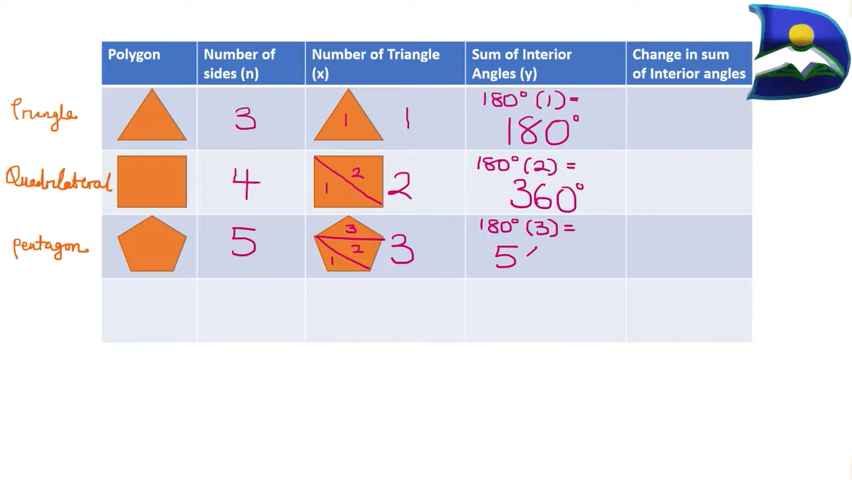 Polygon
Number of sides (n)
Number of Triangle (x)
Sum of Interior Angles (y)
Change in sum of Interior angles
Triangle
3
1
1
180° (1) =
180°
Quadrilateral
4
1
2
2
180° (2) =
360°
pentagon
5
3
2
1
3
180° (3) =
5